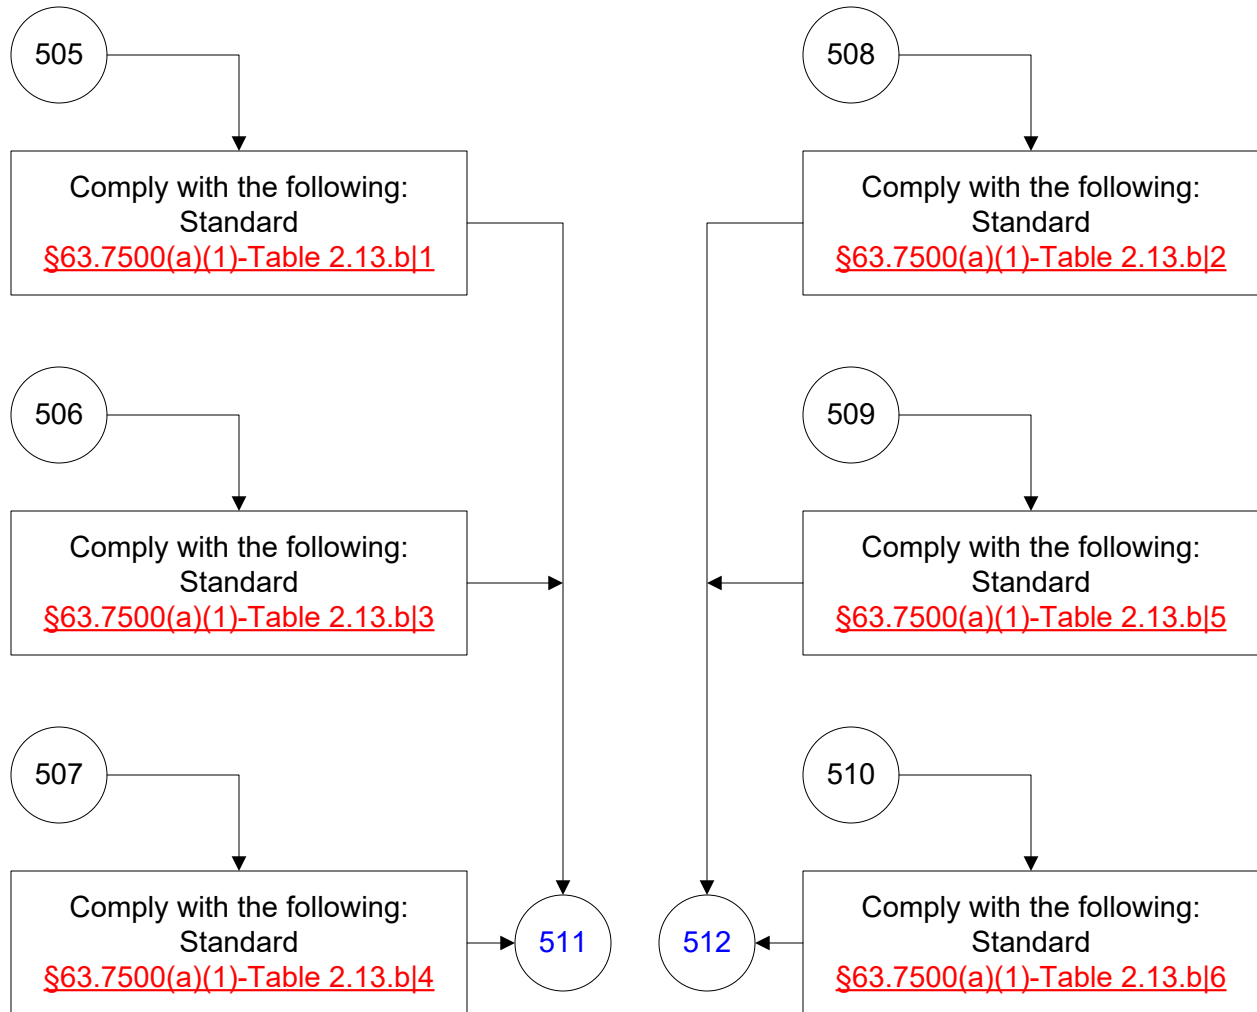 505
Comply with the following:
Standard
§63.7500(a)(1)-Table 2.13.b|1
506
Comply with the following:
Standard
§63.7500(a)(1)-Table 2.13.b|3
507
Comply with the following:
Standard
§63.7500(a)(1)-Table 2.13.b|4
511
508
Comply with the following:
Standard
§63.7500(a)(1)-Table 2.13.b|2
509
Comply with the following:
Standard
§63.7500(a)(1)-Table 2.13.b|5
510
Comply with the following:
Standard
§63.7500(a)(1)-Table 2.13.b|6
512